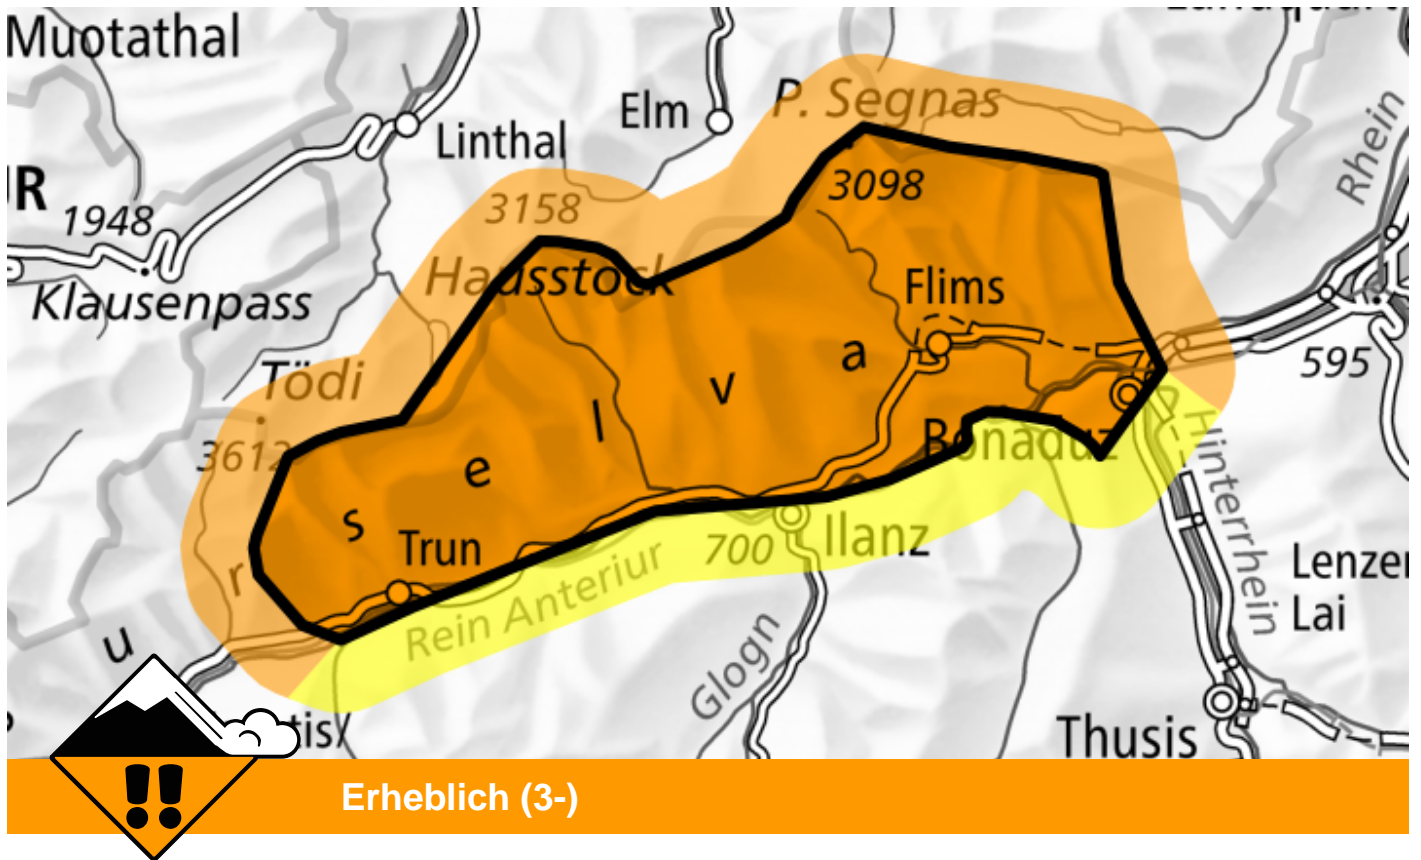 Muotathal
P. Segnas
Elm
Linthal
Rhein
3158
3098
1948
Hausstock
Flims
Klausenpass
595
Tödi
a
v
l
Bonaduz
3612
e
Hinterrhein
s
Trun
700
Ilanz
r
Rein Anteriur
Lenzer
Lai
u
Glogn
Thusis
Erheblich (3-)